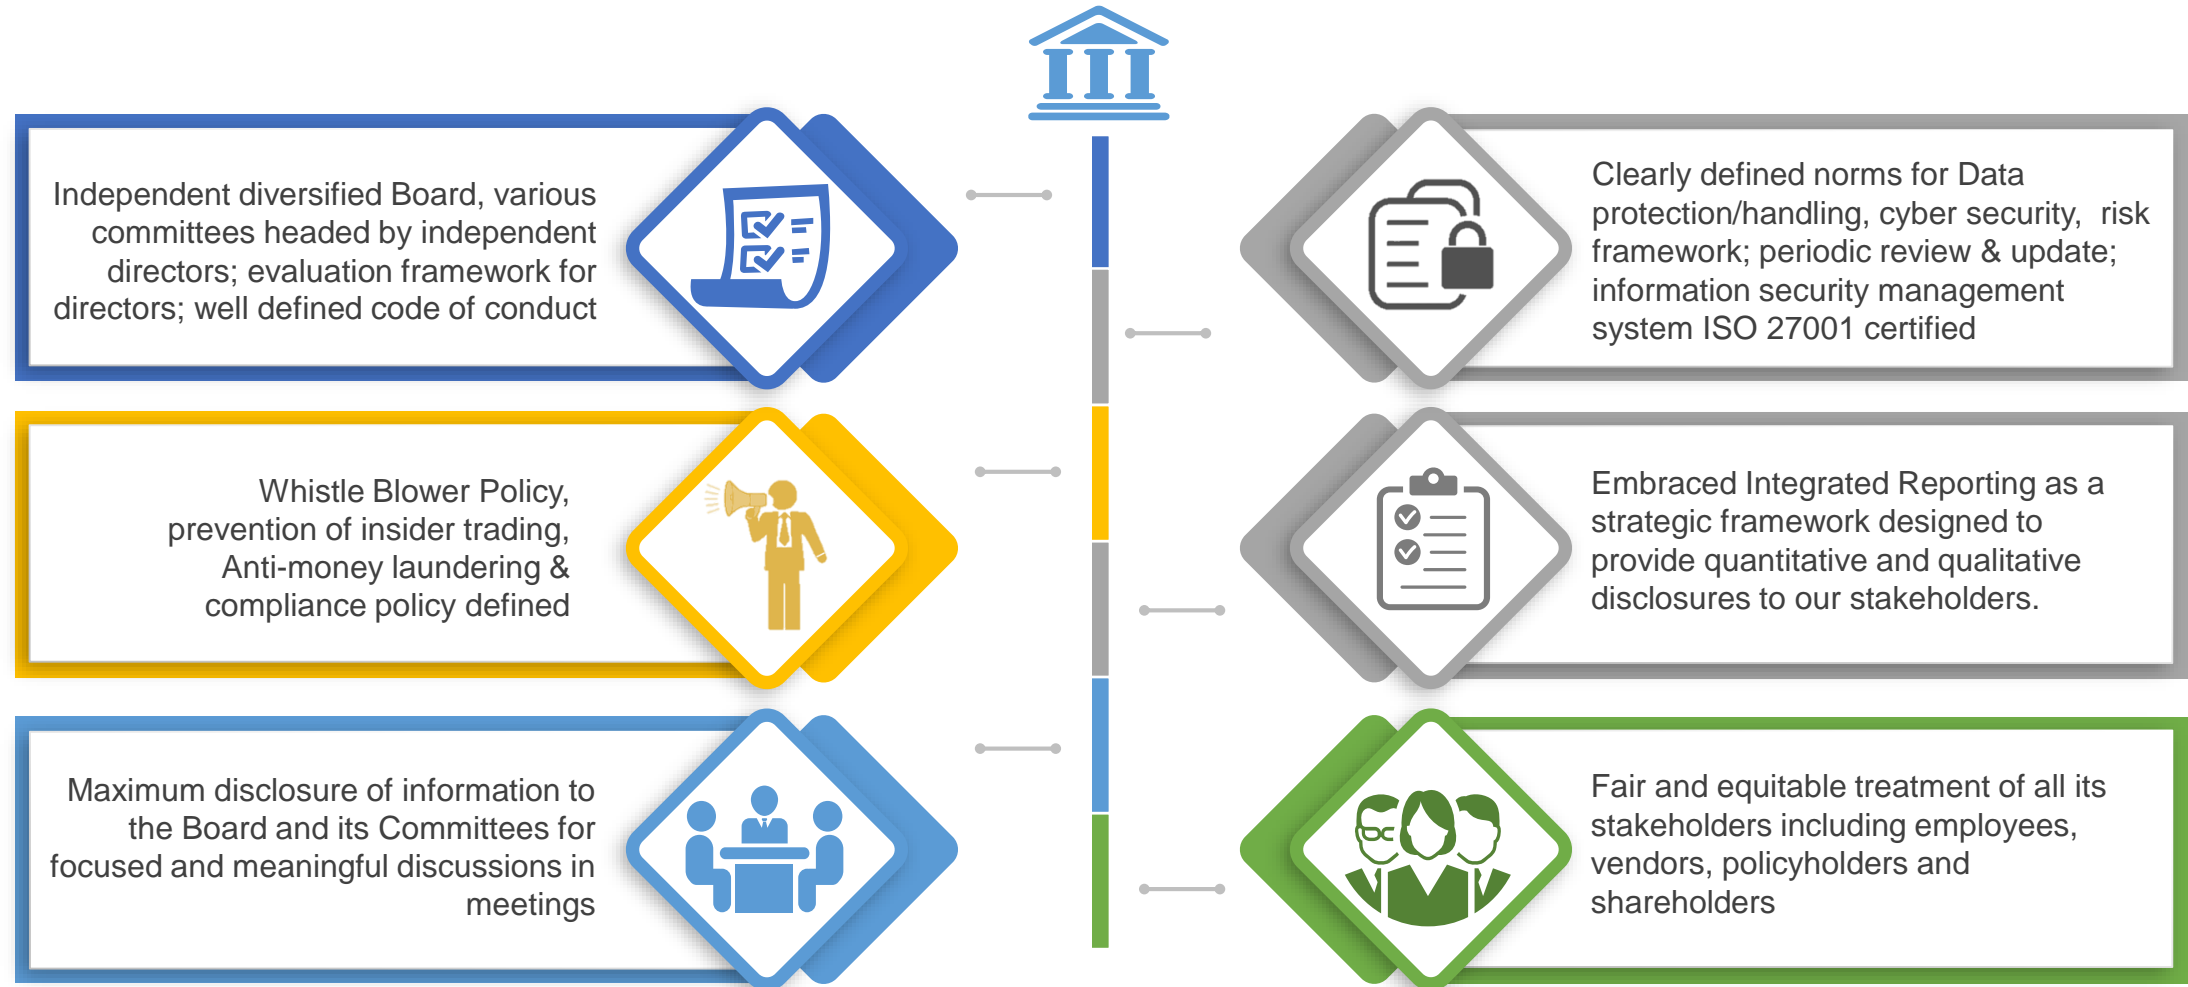 Independent diversified Board, various
committees headed by independent
directors; evaluation framework for
directors; well defined code of conduct
Clearly defined norms for Data
protection/handling, cyber security, risk
framework; periodic review & update;
information security management
system ISO 27001 certified
Whistle Blower Policy,
prevention of insider trading,
Anti-money laundering &
compliance policy defined
Embraced Integrated Reporting as a
strategic framework designed to
provide quantitative and qualitative
disclosures to our stakeholders.
Maximum disclosure of information to
the Board and its Committees for
focused and meaningful discussions in
meetings
Fair and equitable treatment of all its
stakeholders including employees,
vendors, policyholders and
shareholders